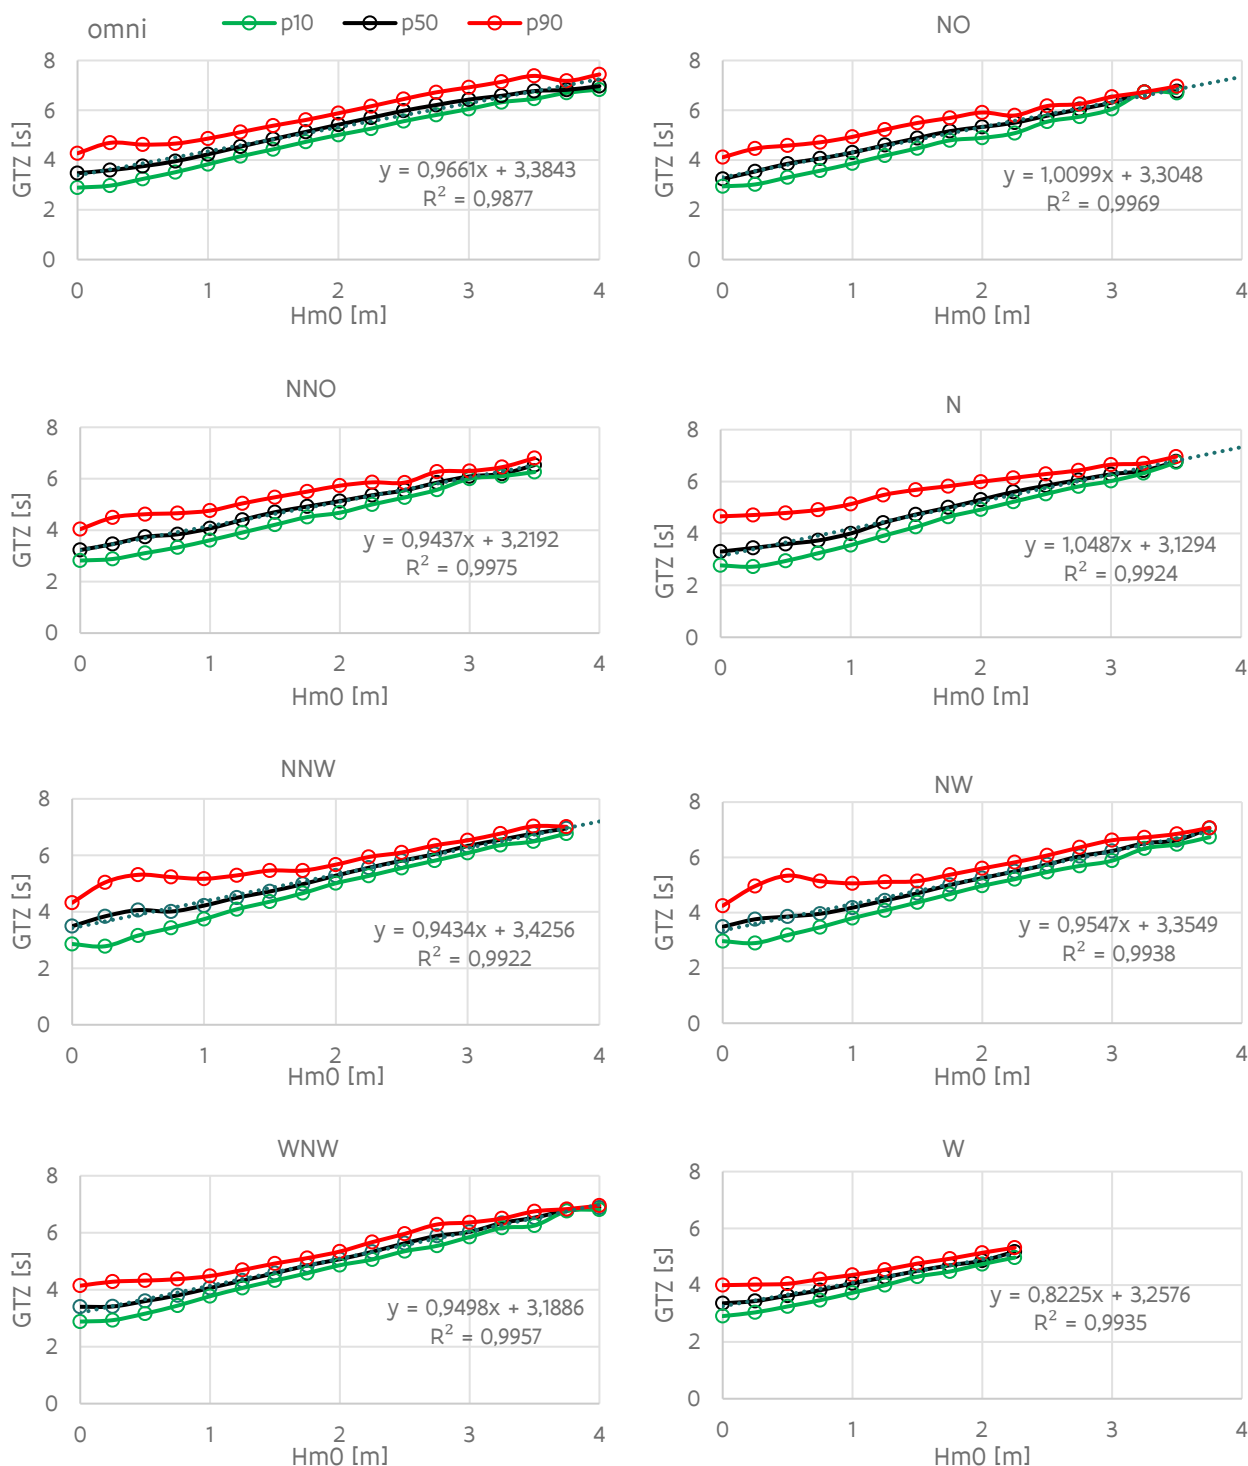 omni
p10 p50 p90
8
6
4
2
0
GTZ [s]
y = 0,9661x + 3,3843
R² = 0,9877
0 1 2 3 4
Hm0 [m]
NO
8
6
4
2
0
GTZ [s]
y = 1,0099x + 3,3048
R² = 0,9969
0 1 2 3 4
Hm0 [m]
NNO
8
6
4
2
0
GTZ [s]
y = 0,9437x + 3,2192
R² = 0,9975
0 1 2 3 4
Hm0 [m]
N
8
6
4
2
0
GTZ [s]
y = 1,0487x + 3,1294
R² = 0,9924
0 1 2 3 4
Hm0 [m]
NNW
8
6
4
2
0
GTZ [s]
y = 0,9434x + 3,4256
R² = 0,9922
0 1 2 3 4
Hm0 [m]
NW
8
6
4
2
0
GTZ [s]
y = 0,9547x + 3,3549
R² = 0,9938
0 1 2 3 4
Hm0 [m]
WNW
8
6
4
2
0
GTZ [s]
y = 0,9498x + 3,1886
R² = 0,9957
0 1 2 3 4
Hm0 [m]
W
8
6
4
2
0
GTZ [s]
y = 0,8225x + 3,2576
R² = 0,9935
0 1 2 3 4
Hm0 [m]